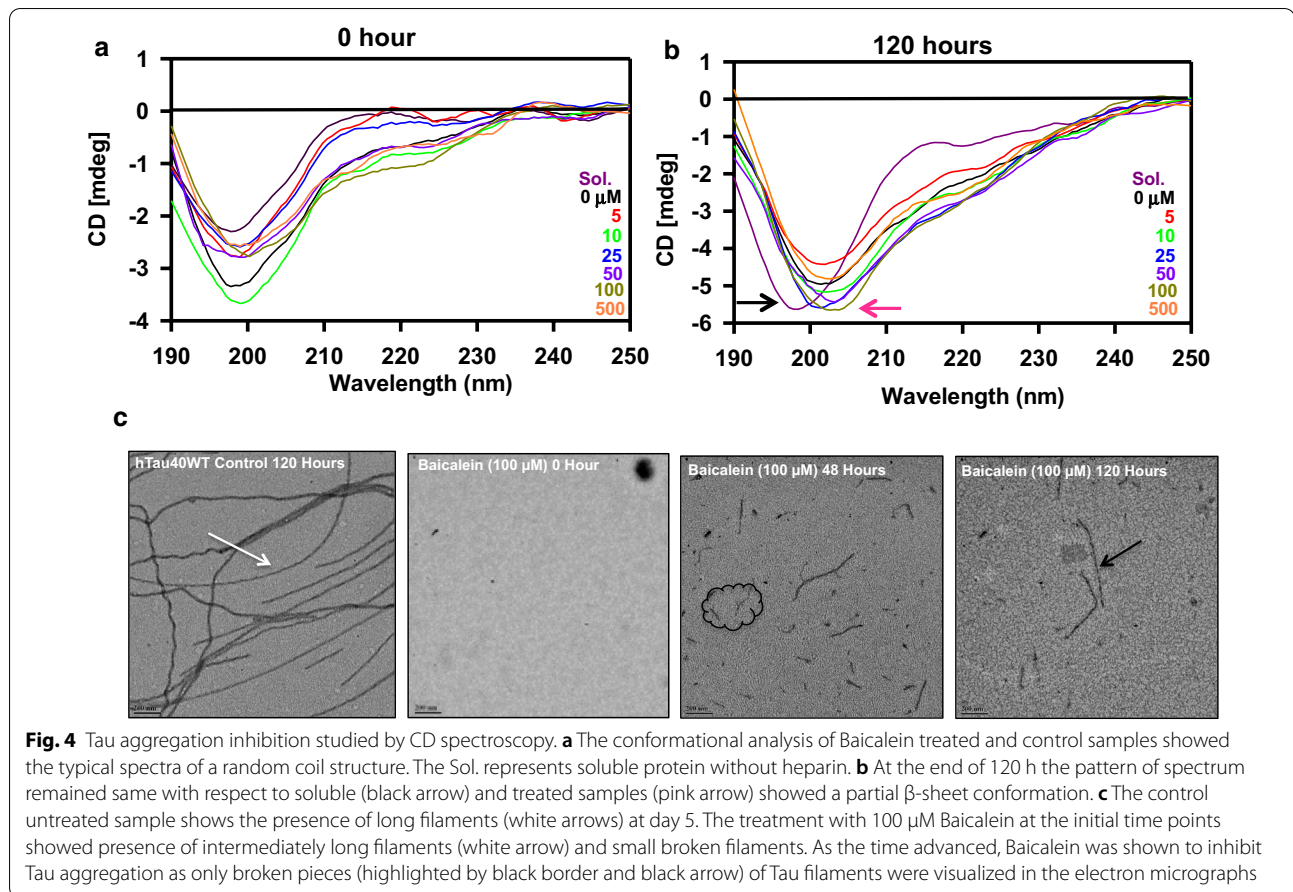 a
0 hour
1
0
-1
-2
-3
-4
CD [mdeg]
190 200 210 220 230 240 250
Wavelength (nm)
Sol.
0 μM
5
10
25
50
100
500
b
120 hours
1
0
-1
-2
-3
-4
-5
-6
CD [mdeg]
190 200 210 220 230 240 250
Wavelength (nm)
Sol.
0 μM
5
10
25
50
100
500
c
hTau40WT Control 120 Hours
200 nm
Baicalein (100 μM) 0 Hour
200 nm
Baicalein (100 μM) 48 Hours
200 nm
Baicalein (100 μM) 120 Hours
200 nm
Fig. 4 Tau aggregation inhibition studied by CD spectroscopy. a The conformational analysis of Baicalein treated and control samples showed
the typical spectra of a random coil structure. The Sol. represents soluble protein without heparin. b At the end of 120 h the pattern of spectrum
remained same with respect to soluble (black arrow) and treated samples (pink arrow) showed a partial β-sheet conformation. c The control
untreated sample shows the presence of long filaments (white arrows) at day 5. The treatment with 100 μM Baicalein at the initial time points
showed presence of intermediately long filaments (white arrow) and small broken filaments. As the time advanced, Baicalein was shown to inhibit
Tau aggregation as only broken pieces (highlighted by black border and black arrow) of Tau filaments were visualized in the electron micrographs